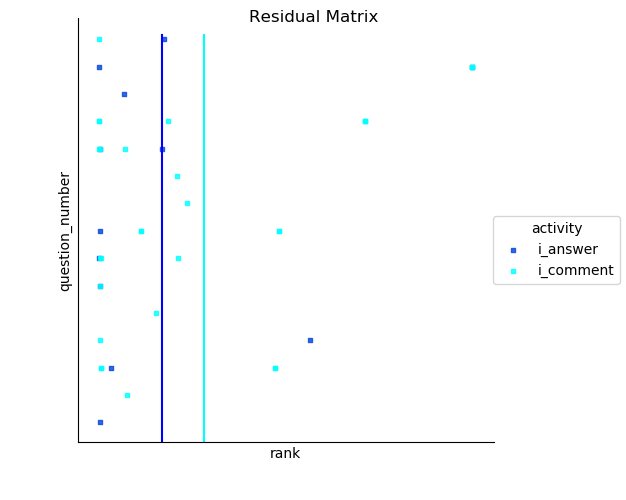 Residual Matrix
question_number
activity
i_answer
i_comment
rank